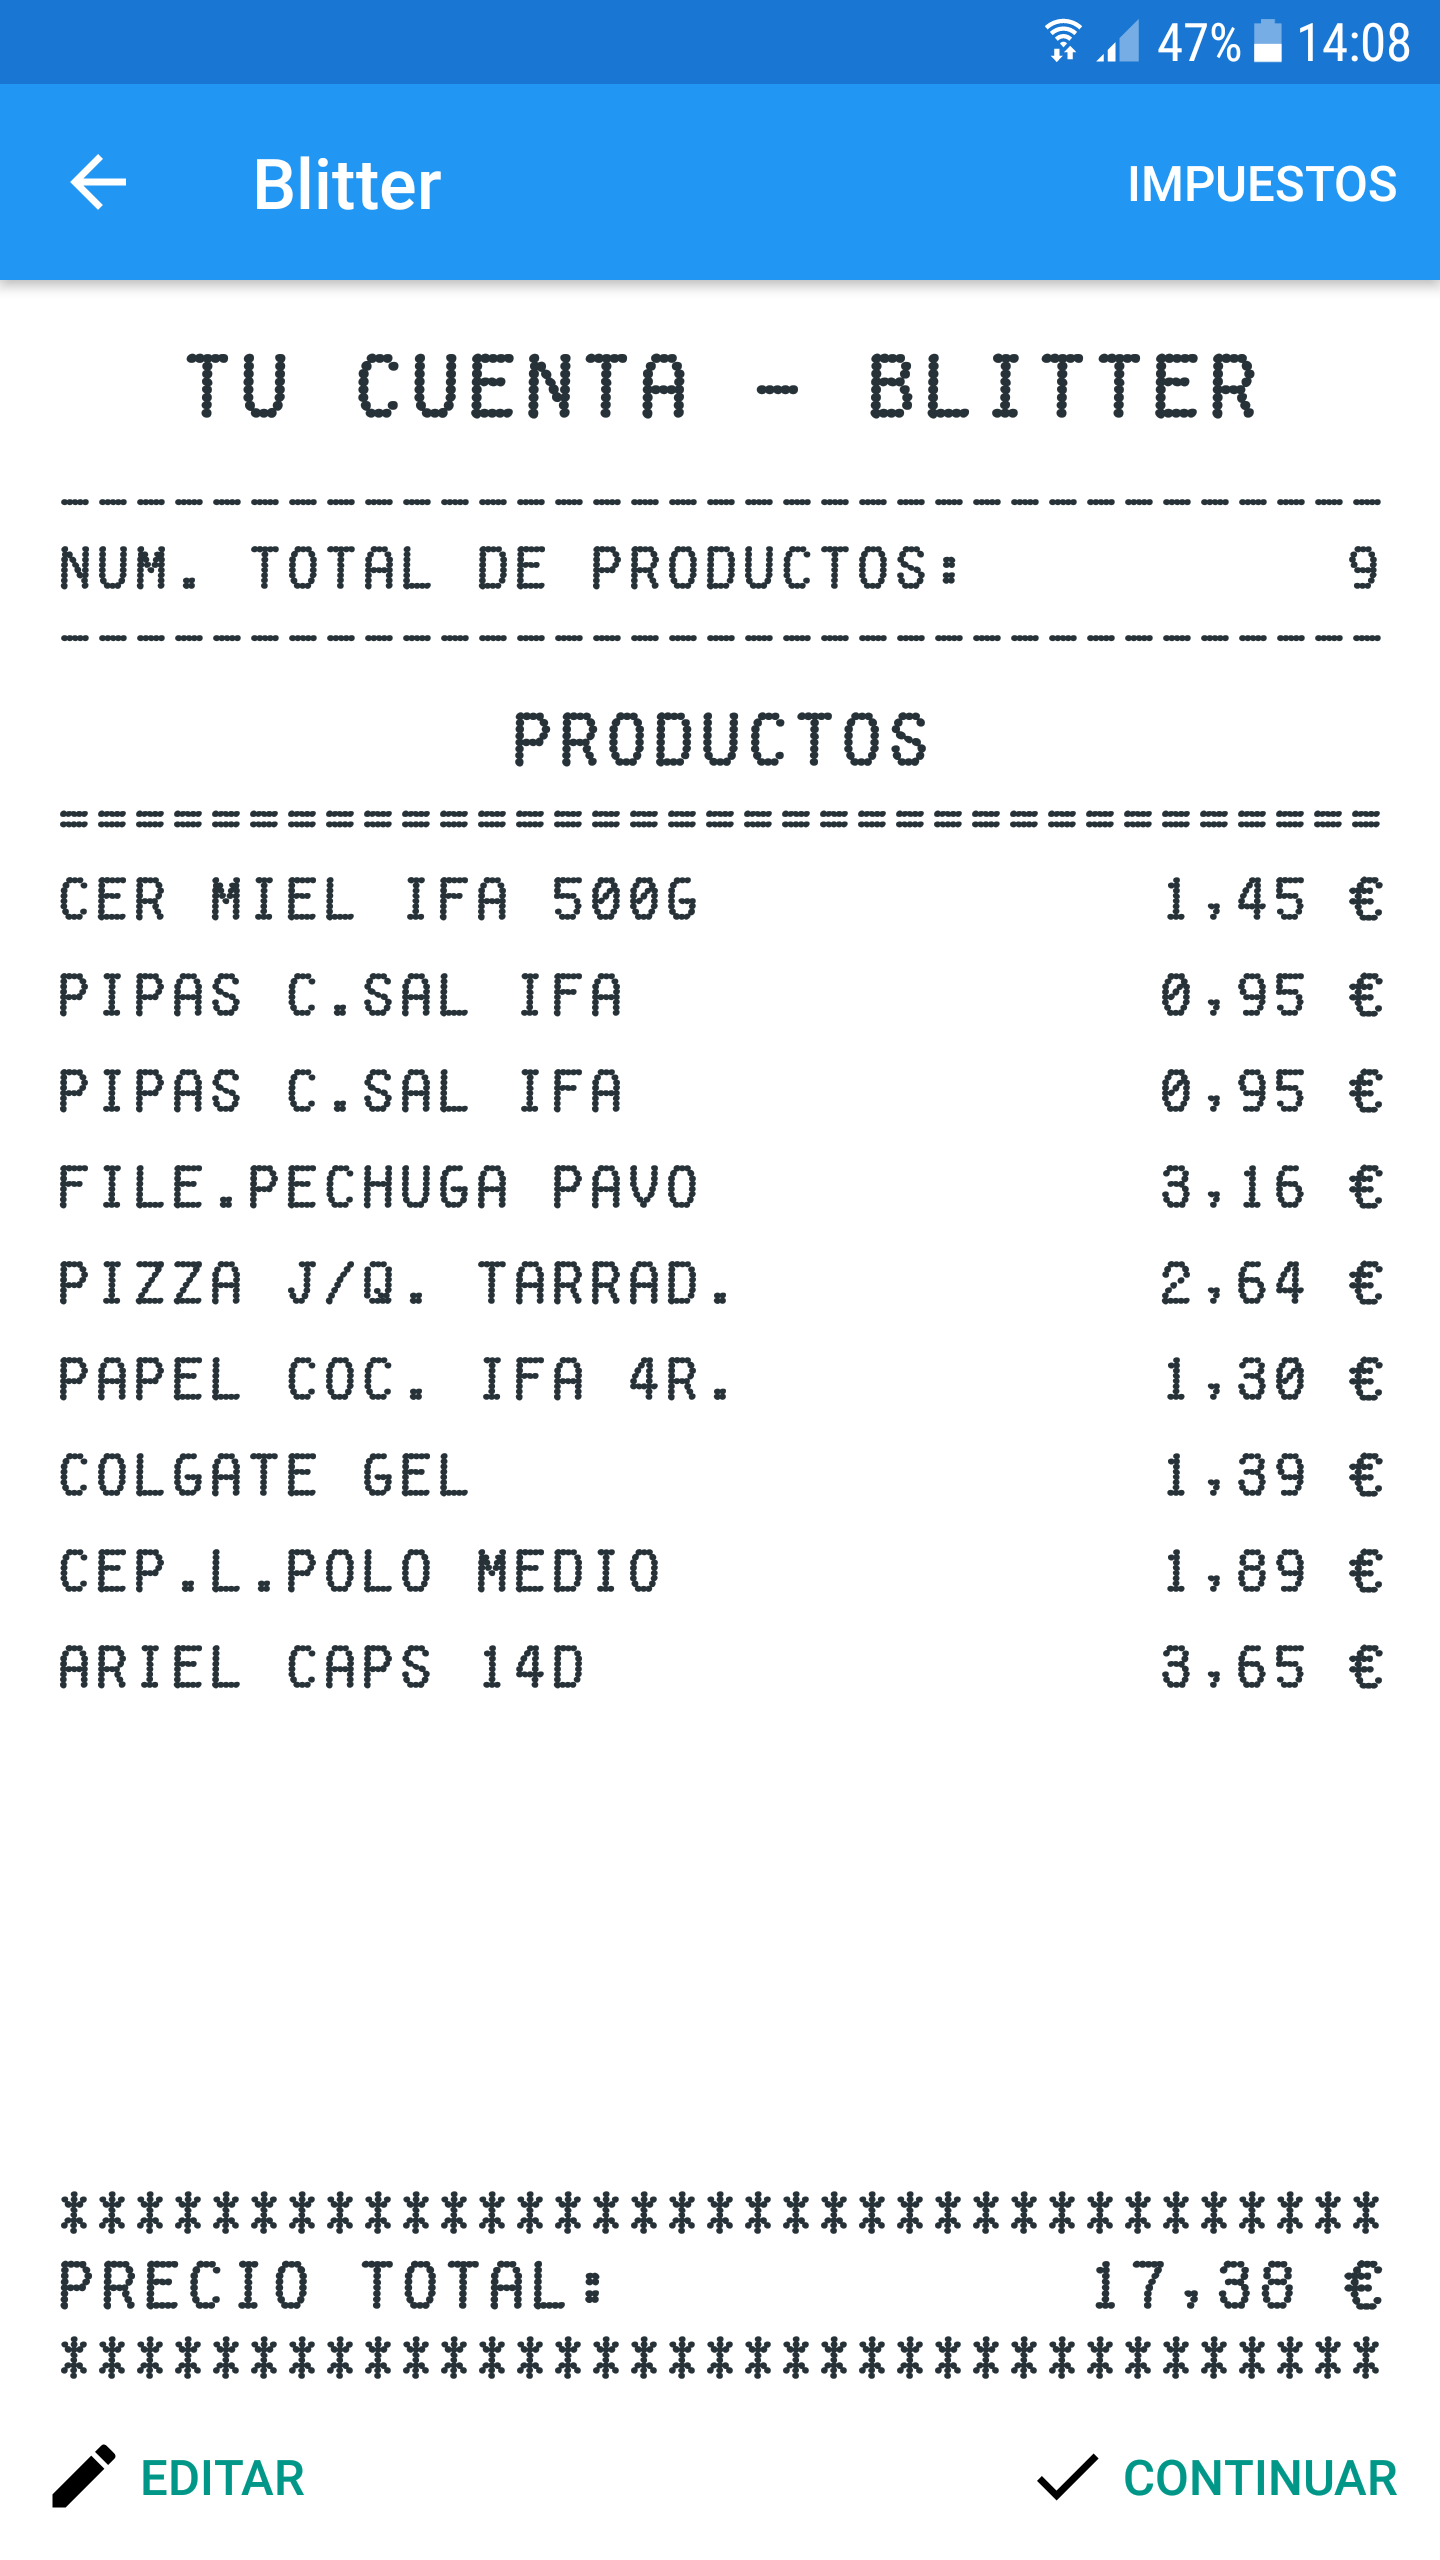 47% 14:08
Blitter IMPUESTOS
TU CUENTA - BLITTER
-----------------------------------
NUM. TOTAL DE PRODUCTOS: 9
-----------------------------------
PRODUCTOS
===================================
CER MIEL IFA 500G 1,45 €
PIPAS C.SAL IFA 0,95 €
PIPAS C.SAL IFA 0,95 €
FILE.PECHUGA PAVO 3,16 €
PIZZA J/Q. TARRAD. 2,64 €
PAPEL COC. IFA 4R. 1,30 €
COLGATE GEL 1,39 €
CEP.L.POLO MEDIO 1,89 €
ARIEL CAPS 14D 3,65 €
***********************************
PRECIO TOTAL: 17,38 €
***********************************
EDITAR CONTINUAR